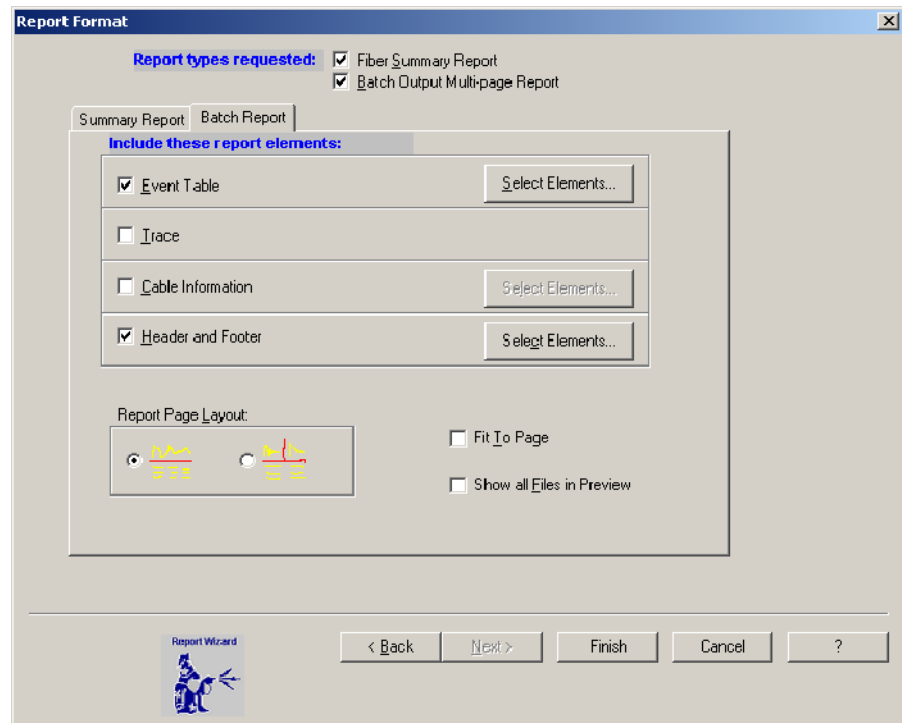 Report Format
Report types requested: Fiber Summary Report
Batch Output Multi-page Report
Summary Report Batch Report
Include these report elements:
Event Table Select Elements...
Trace
Cable Information Select Elements...
Header and Footer Select Elements...
Report Page Layout:
Fit To Page
Show all Files in Preview
Report Wizard
< Back Next > Finish Cancel ?